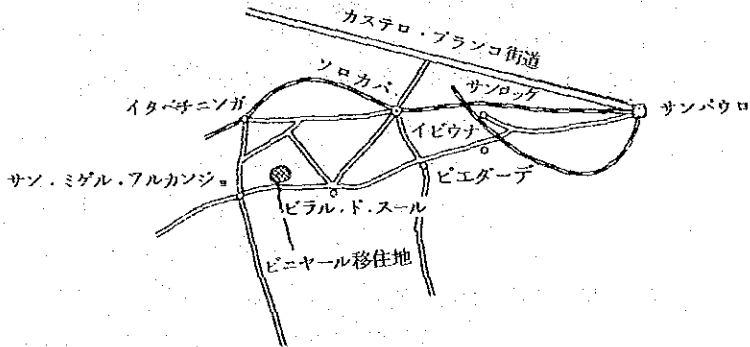 カステロ・ブランコ街道
ソロカバ.
サンロッケ
イタペチニンガ
サンパウロ
イビウナ
サン・ミゲル・アルカンジョ
ピエダーデ
ピラル.ド.スール
ビニヤール移住地